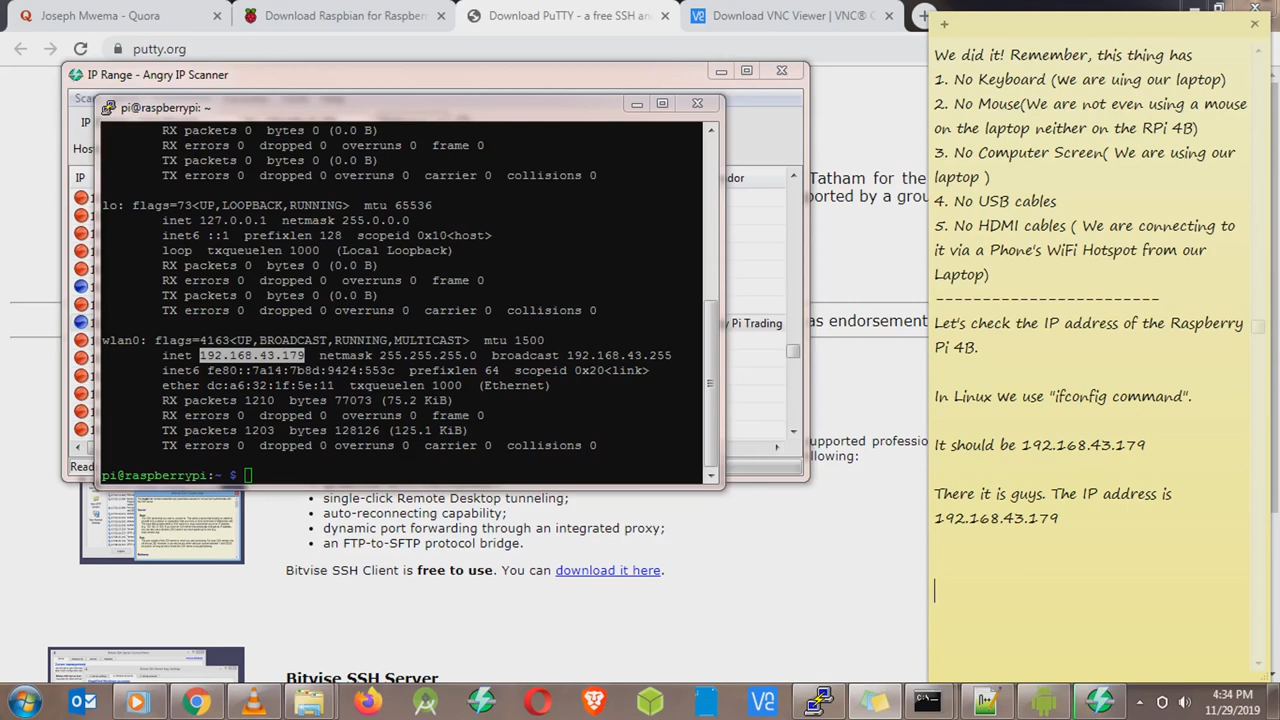 Joseph Mwema - Quora
Download Raspbian for Raspberr
Download PuTTY - a free SSH an
Download VNC Viewer | VNC® C
putty.org
IP Range - Angry IP Scanner
Sca
IP
Host
IP
dor
Read
pi@raspberrypi: ~
RX packets 0 bytes 0 (0.0 B)
RX errors 0 dropped 0 overruns 0 frame 0
TX packets 0 bytes 0 (0.0 B)
TX errors 0 dropped 0 overruns 0 carrier 0 collisions 0
lo: flags=73<UP,LOOPBACK,RUNNING> mtu 65536
inet 127.0.0.1 netmask 255.0.0.0
inet6 ::1 prefixlen 128 scopeid 0x10<host>
loop txqueuelen 1000 (Local Loopback)
RX packets 0 bytes 0 (0.0 B)
RX errors 0 dropped 0 overruns 0 frame 0
TX packets 0 bytes 0 (0.0 B)
TX errors 0 dropped 0 overruns 0 carrier 0 collisions 0
wlan0: flags=4163<UP,BROADCAST,RUNNING,MULTICAST> mtu 1500
inet 192.168.43.179 netmask 255.255.255.0 broadcast 192.168.43.255
inet6 fe80::7a14:7b8d:9424:553c prefixlen 64 scopeid 0x20<link>
ether dc:a6:32:1f:5e:11 txqueuelen 1000 (Ethernet)
RX packets 1210 bytes 77073 (75.2 KiB)
RX errors 0 dropped 0 overruns 0 frame 0
TX packets 1203 bytes 128126 (125.1 KiB)
TX errors 0 dropped 0 overruns 0 carrier 0 collisions 0
pi@raspberrypi:~ $
Tatham for the
ported by a grou
y Pi Trading
as endorsement
upported profession
following:
single-click Remote Desktop tunneling;
auto-reconnecting capability;
dynamic port forwarding through an integrated proxy;
an FTP-to-SFTP protocol bridge.
Bitvise SSH Client is free to use. You can download it here.
Bitvise SSH Server
We did it! Remember, this thing has
1. No Keyboard (we are uing our laptop)
2. No Mouse(We are not even using a mouse
on the laptop neither on the RPi 4B)
3. No Computer Screen( We are using our
laptop )
4. No USB cables
5. No HDMI cables ( We are connecting to
it via a Phone's WiFi Hotspot from our
Laptop)
-------------------------
Let's check the IP address of the Raspberry
Pi 4B.
In Linux We use "ifconfig command".
It should be 192.168.43.179
There it is guys. The IP address is
192.168.43.179
4:34 PM
11/29/2019